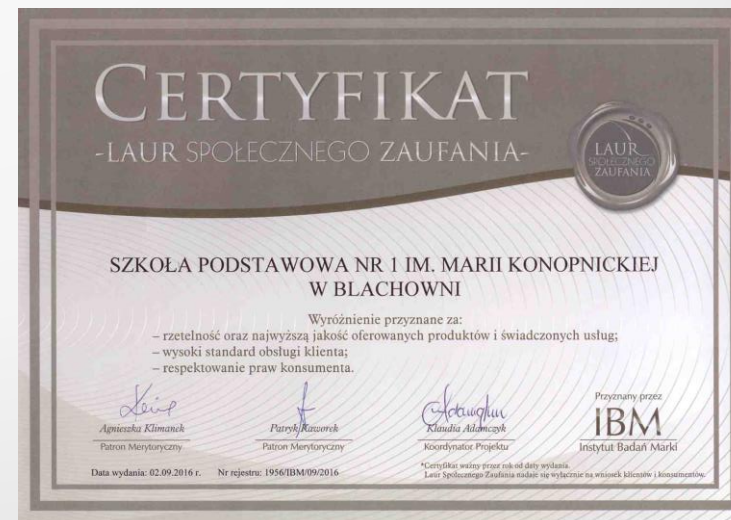 CERTYFIKAT
-LAUR SPOŁECZNEGO ZAUFANIA-
LAUR
SPOŁECZNEGO
ZAUFANIA
SZKOŁA PODSTAWOWA NR 1 IM. MARII KONOPNICKIEJ
W BLACHOWNI
Wyróżnienie przyznane za:
– rzetelność oraz najwyższą jakość oferowanych produktów i świadczonych usług;
– wysoki standard obsługi klienta;
– respektowanie praw konsumenta.
Agnieszka Klimanek
Patron Merytoryczny
Patryk Kaworek
Patron Merytoryczny
Klaudia Adamczyk
Koordynator Projektu
Przyznany przez
IBM
Instytut Badań Marki
Data wydania: 02.09.2016 r. Nr rejestru: 1956/IBM/09/2016
*Certyfikat ważny przez rok od daty wydania.
Laur Społecznego Zaufania nadaje się wyłącznie na wniosek klientów i konsumentów.